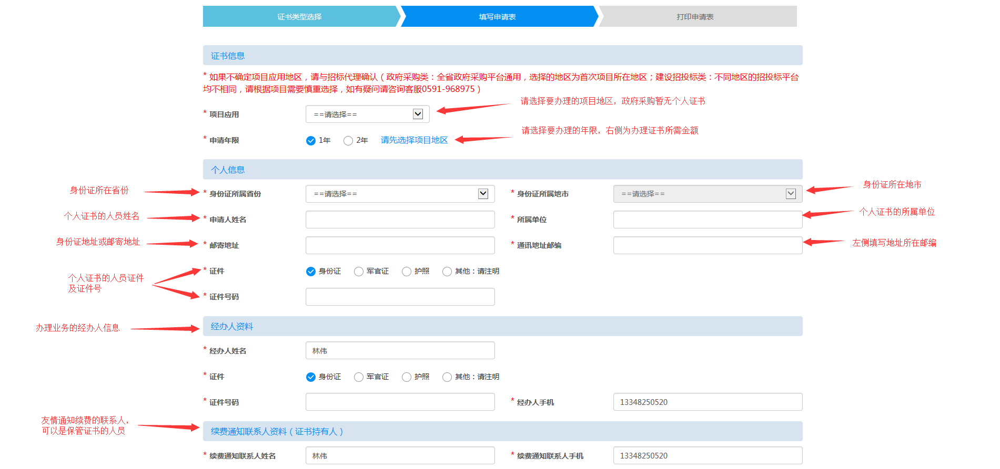 证书类型选择
填写申请表
打印申请表
证书信息
* 如果不确定项目应用地区，请与招标代理确认（政府采购类：全省政府采购平台通用，选择的地区为首次项目所在地区；建设招投标类：不同地区的招投标平台
均不相同，请根据项目需要慎重选择，如有疑问请咨询客服0591-968975）
请选择要办理的项目地区，政府采购暂无个人证书
* 项目应用
==请选择==
请选择要办理的年限，右侧为办理证书所需金额
* 申请年限
1年
2年
请先选择项目地区
个人信息
身份证所在省份
* 身份证所属省份
==请选择==
* 身份证所属地市
==请选择==
身份证所在地市
个人证书的人员姓名
* 申请人姓名
* 所属单位
个人证书的所属单位
身份证地址或邮寄地址
* 邮寄地址
* 通讯地址邮编
左侧填写地址所在邮编
个人证书的人员证件
及证件号
* 证件
身份证
军官证
护照
其他：请注明
* 证件号码
办理业务的经办人信息
经办人资料
* 经办人姓名
林伟
* 证件
身份证
军官证
护照
其他：请注明
* 证件号码
* 经办人手机
13348250520
友情通知续费的联系人，
可以是保管证书的人员
续费通知联系人资料（证书持有人）
* 续费通知联系人姓名
林伟
* 续费通知联系人手机
13348250520